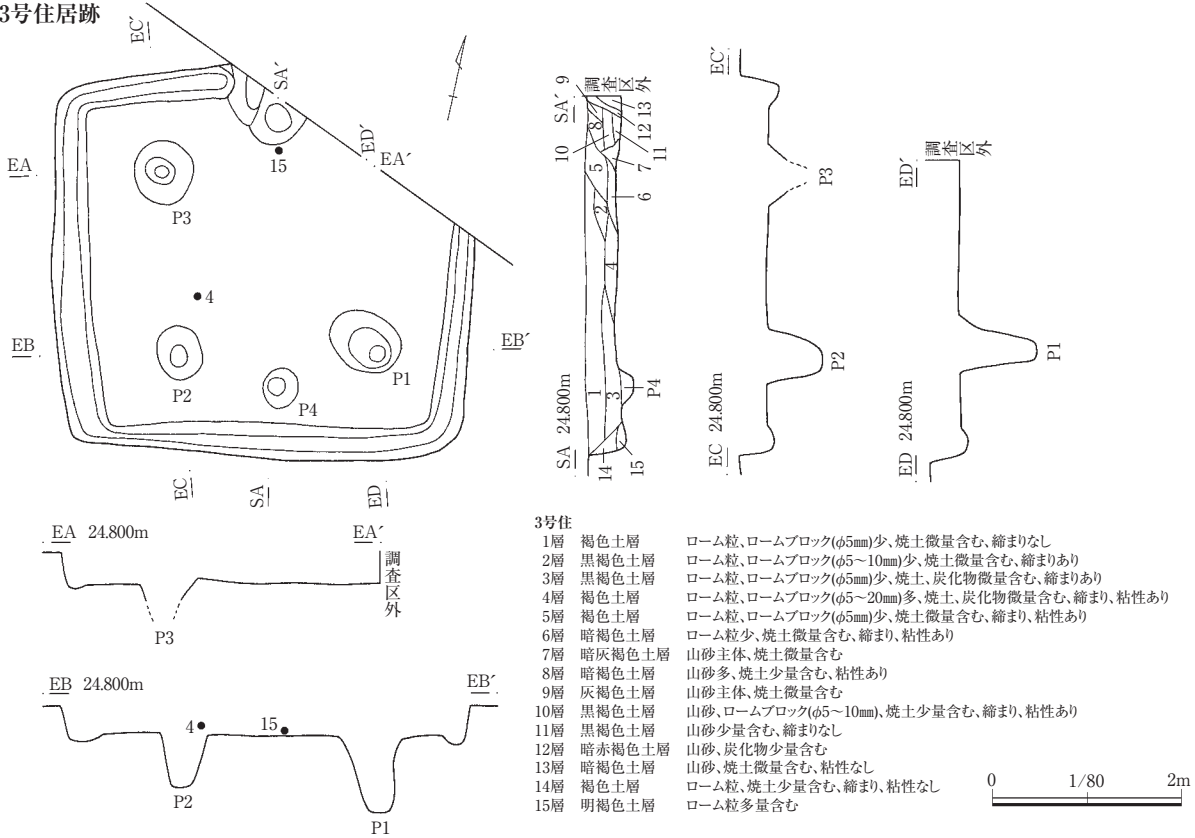 3号住居跡
EC´
SA´
15
ED´
EA´
EA
P3
4
EB
EB´
P2
P1
P4
EC
SA
ED
EA 24.800m
EA´
調査区外
P3
EB 24.800m
EB´
4
15
P2
P1
SA´
9
調査区外
13
8
12
10
11
5
7
6
2
4
1
3
P4
SA 24.800m
14
15
EC´
P3
P2
EC 24.800m
調査区外
ED´
P1
ED 24.800m
3号住
1層 褐色土層 ローム粒、ロームブロック(φ5㎜)少、焼土微量含む、締まりなし
2層 黒褐色土層 ローム粒、ロームブロック(φ5～10㎜)少、焼土微量含む、締まりあり
3層 黒褐色土層 ローム粒、ロームブロック(φ5㎜)少、焼土、炭化物微量含む、締まりあり
4層 褐色土層 ローム粒、ロームブロック(φ5～20㎜)多、焼土、炭化物微量含む、締まり、粘性あり
5層 褐色土層 ローム粒、ロームブロック(φ5㎜)少、焼土微量含む、締まり、粘性あり
6層 暗褐色土層 ローム粒少、焼土微量含む、締まり、粘性あり
7層 暗灰褐色土層 山砂主体、焼土微量含む
8層 暗褐色土層 山砂多、焼土少量含む、粘性あり
9層 灰褐色土層 山砂主体、焼土微量含む
10層 黒褐色土層 山砂、ロームブロック(φ5～10㎜)、焼土少量含む、締まり、粘性あり
11層 黒褐色土層 山砂少量含む、締まりなし
12層 暗赤褐色土層 山砂、炭化物少量含む
13層 暗褐色土層 山砂、焼土微量含む、粘性なし
14層 褐色土層 ローム粒、焼土少量含む、締まり、粘性なし
15層 明褐色土層 ローム粒多量含む
0 1/80 2m